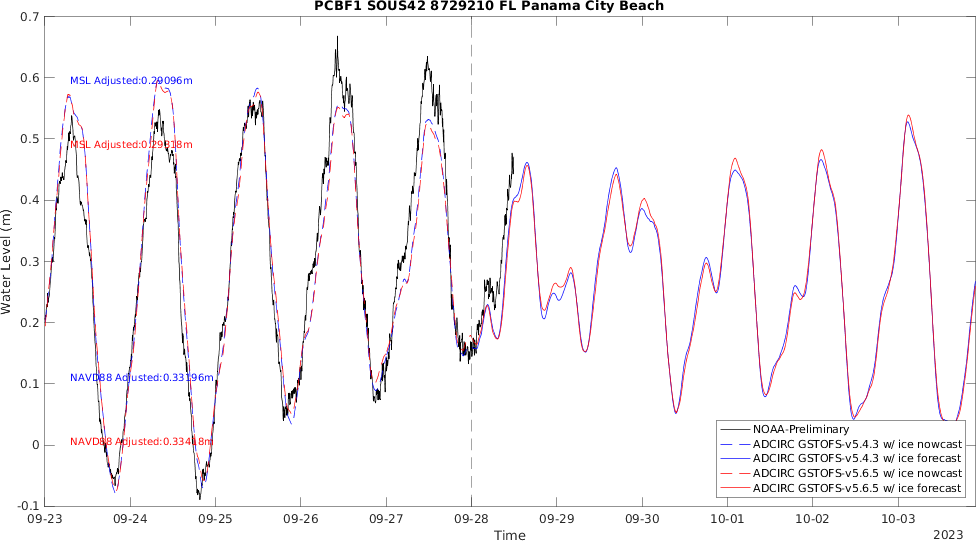 PCBF1 SOUS42 8729210 FL Panama City Beach
0.7
0.6
0.5
0.4
0.3
0.2
0.1
0
-0.1
Water Level (m)
MSL Adjusted:0.29096m
MSL Adjusted:0.29318m
NAVD88 Adjusted:0.33196m
NAVD88 Adjusted:0.33418m
NOAA-Preliminary
ADCIRC GSTOFS-v5.4.3 w/ ice nowcast
ADCIRC GSTOFS-v5.4.3 w/ ice forecast
ADCIRC GSTOFS-v5.6.5 w/ ice nowcast
ADCIRC GSTOFS-v5.6.5 w/ ice forecast
09-23 09-24 09-25 09-26 09-27 09-28 09-29 09-30 10-01 10-02 10-03
Time
2023